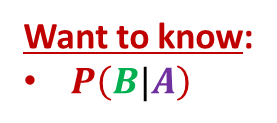 Want to know:
• P(B|A)